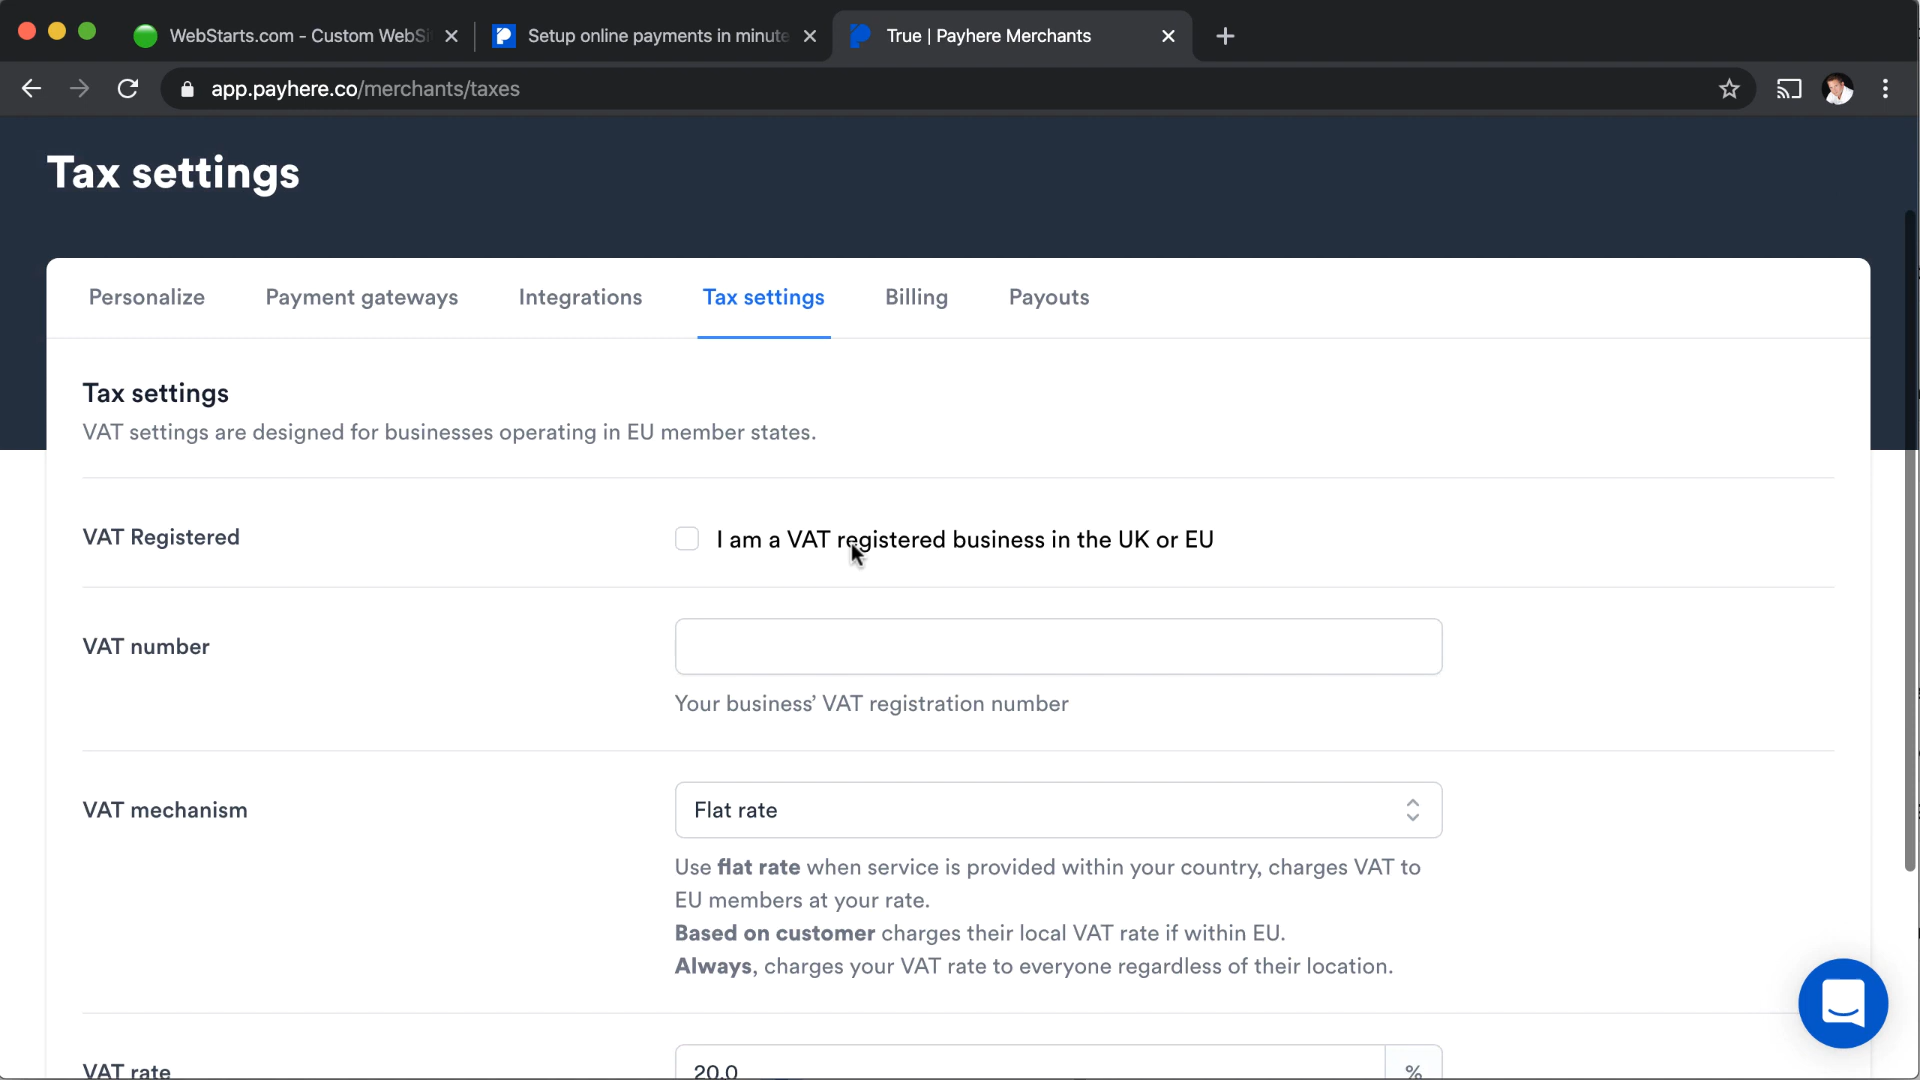 WebStarts.com - Custom WebSi
Setup online payments in minute
True | Payhere Merchants
app.payhere.co/merchants/taxes
Tax settings
Personalize
Payment gateways
Integrations
Tax settings
Billing
Payouts
Tax settings
VAT settings are designed for businesses operating in EU member states.
VAT Registered
I am a VAT registered business in the UK or EU
VAT number
Your business’ VAT registration number
VAT mechanism
Flat rate
Use flat rate when service is provided within your country, charges VAT to
EU members at your rate.
Based on customer charges their local VAT rate if within EU.
Always, charges your VAT rate to everyone regardless of their location.
VAT rate
20.0
%